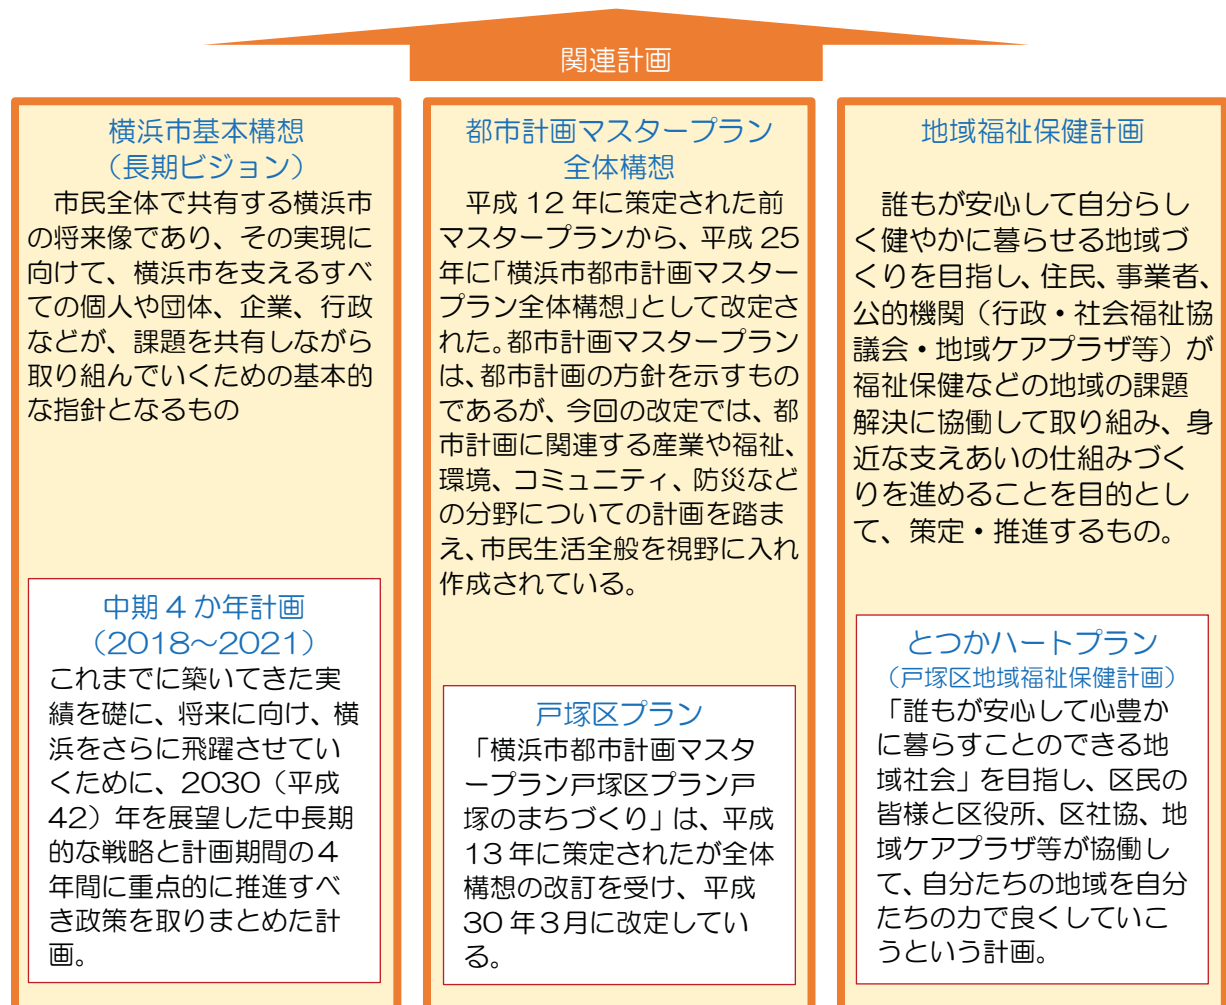 関連計画
横浜市基本構想
（長期ビジョン）
市民全体で共有する横浜市
の将来像であり、その実現に
向けて、横浜市を支えるすべ
ての個人や団体、企業、行政
などが、課題を共有しながら
取り組んでいくための基本的
な指針となるもの
中期４か年計画
（2018～2021）
これまでに築いてきた実
績を礎に、将来に向け、横
浜をさらに飛躍させてい
くために、2030（平成
42）年を展望した中長期
的な戦略と計画期間の４
年間に重点的に推進すべ
き政策を取りまとめた計
画。
都市計画マスタープラン
全体構想
平成 12 年に策定された前
マスタープランから、平成 25
年に「横浜市都市計画マスター
プラン全体構想」として改定さ
れた。都市計画マスタープラン
は、都市計画の方針を示すもの
であるが、今回の改定では、都
市計画に関連する産業や福祉、
環境、コミュニティ、防災など
の分野についての計画を踏ま
え、市民生活全般を視野に入れ
作成されている。
戸塚区プラン
「横浜市都市計画マスタ
ープラン戸塚区プラン戸
塚のまちづくり」は、平成
13 年に策定されたが全体
構想の改訂を受け、平成
30 年３月に改定してい
る。
地域福祉保健計画
誰もが安心して自分らし
く健やかに暮らせる地域づ
くりを目指し、住民、事業者、
公的機関（行政・社会福祉協
議会・地域ケアプラザ等）が
福祉保健などの地域の課題
解決に協働して取り組み、身
近な支えあいの仕組みづく
りを進めることを目的とし
て、策定・推進するもの。
とつかハートプラン
（戸塚区地域福祉保健計画）
「誰もが安心して心豊か
に暮らすことのできる地
域社会」を目指し、区民の
皆様と区役所、区社協、地
域ケアプラザ等が協働し
て、自分たちの地域を自分
たちの力で良くしていこ
うという計画。